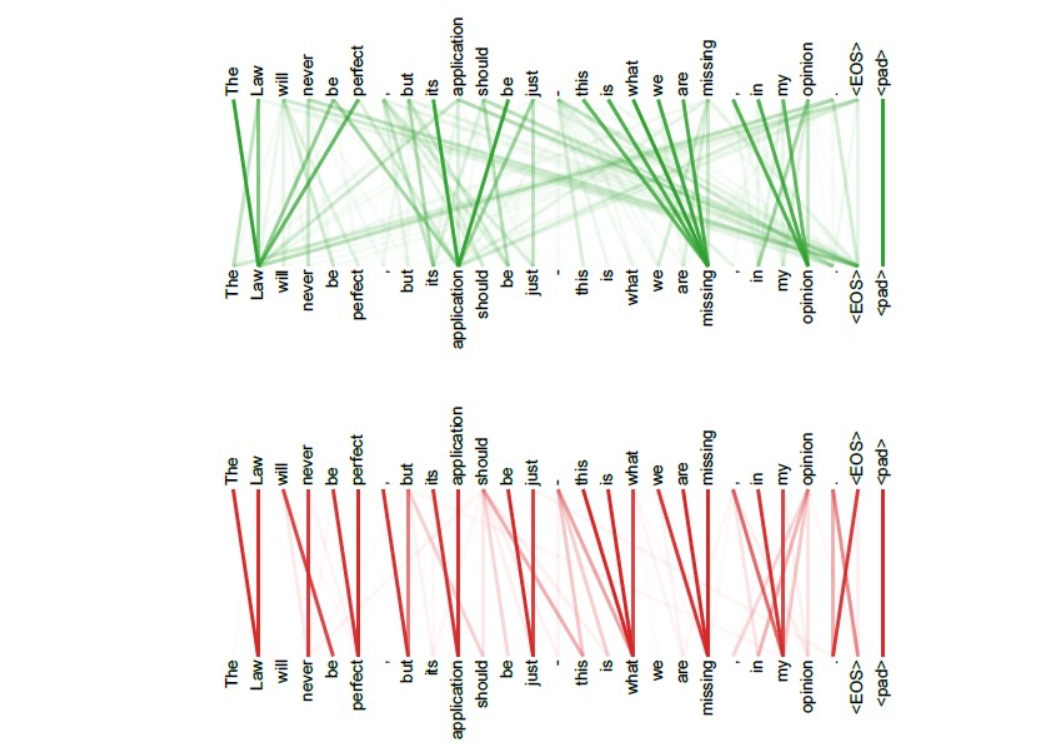 The Law will never be perfect , but its application should be just - this is what we are missing , in my opinion . <EOS> <pad>
The Law will never be perfect , but its application should be just - this is what we are missing , in my opinion . <EOS> <pad>
The Law will never be perfect , but its application should be just - this is what we are missing , in my opinion . <EOS> <pad>
The Law will never be perfect , but its application should be just - this is what we are missing , in my opinion . <EOS> <pad>